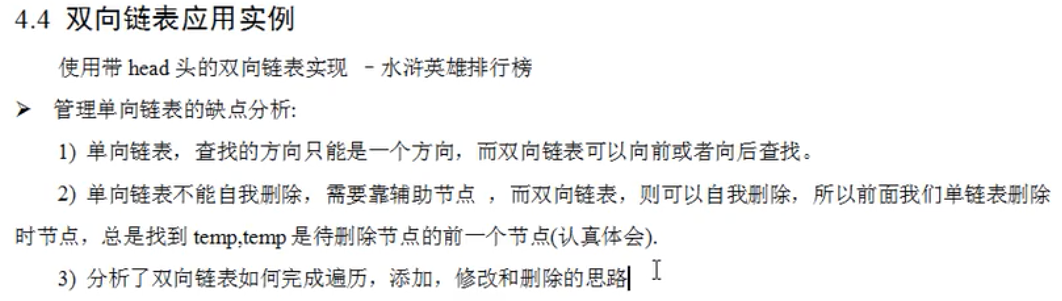 4.4 双向链表应用实例
使用带 head 头的双向链表实现 －水浒英雄排行榜
➤ 管理单向链表的缺点分析:
1) 单向链表，查找的方向只能是一个方向，而双向链表可以向前或者向后查找。
2) 单向链表不能自我删除，需要靠辅助节点 ，而双向链表，则可以自我删除，所以前面我们单链表删除
时节点，总是找到 temp,temp 是待删除节点的前一个节点(认真体会).
3) 分析了双向链表如何完成遍历，添加，修改和删除的思路